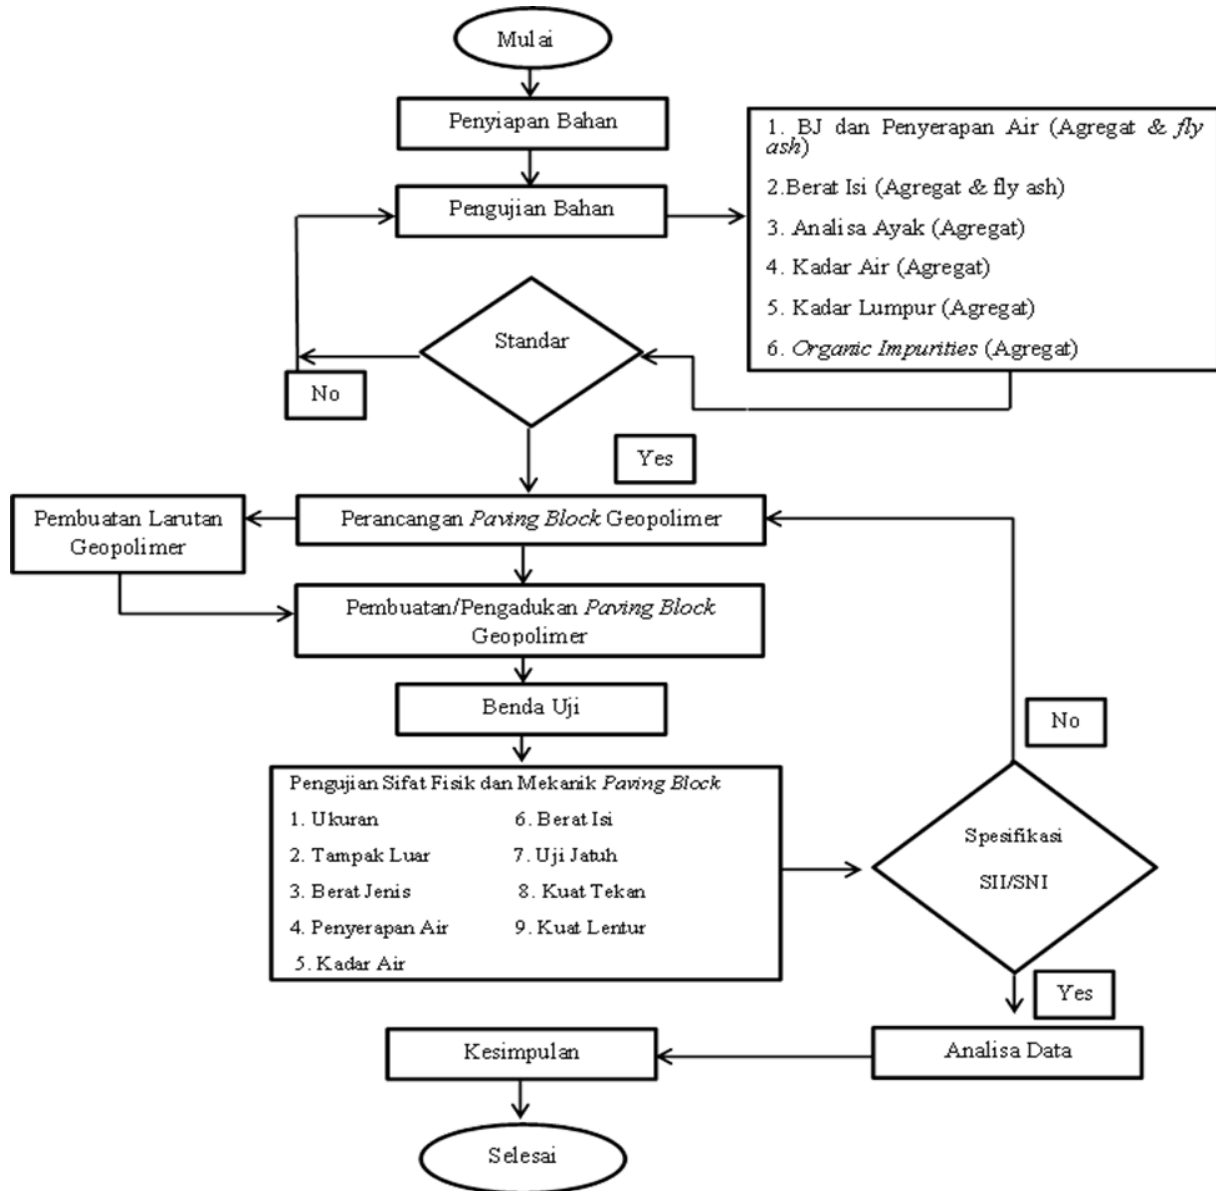 Mulai
Penyiapan Bahan
Pengujian Bahan
1. BJ dan Penyerapan Air (Agregat & fly
ash)
2.Berat Isi (Agregat & fly ash)
3. Analisa Ayak (Agregat)
4. Kadar Air (Agregat)
5. Kadar Lumpur (Agregat)
6. Organic Impurities (Agregat)
Standar
No
Yes
Pembuatan Larutan
Geopolimer
Perancangan Paving Block Geopolimer
Pembuatan/Pengadukan Paving Block
Geopolimer
Benda Uji
Pengujian Sifat Fisik dan Mekanik Paving Block
1. Ukuran
2. Tampak Luar
3. Berat Jenis
4. Penyerapan Air
5. Kadar Air
6. Berat Isi
7. Uji Jatuh
8. Kuat Tekan
9. Kuat Lentur
No
Spesifikasi
SII/SNI
Yes
Analisa Data
Kesimpulan
Selesai